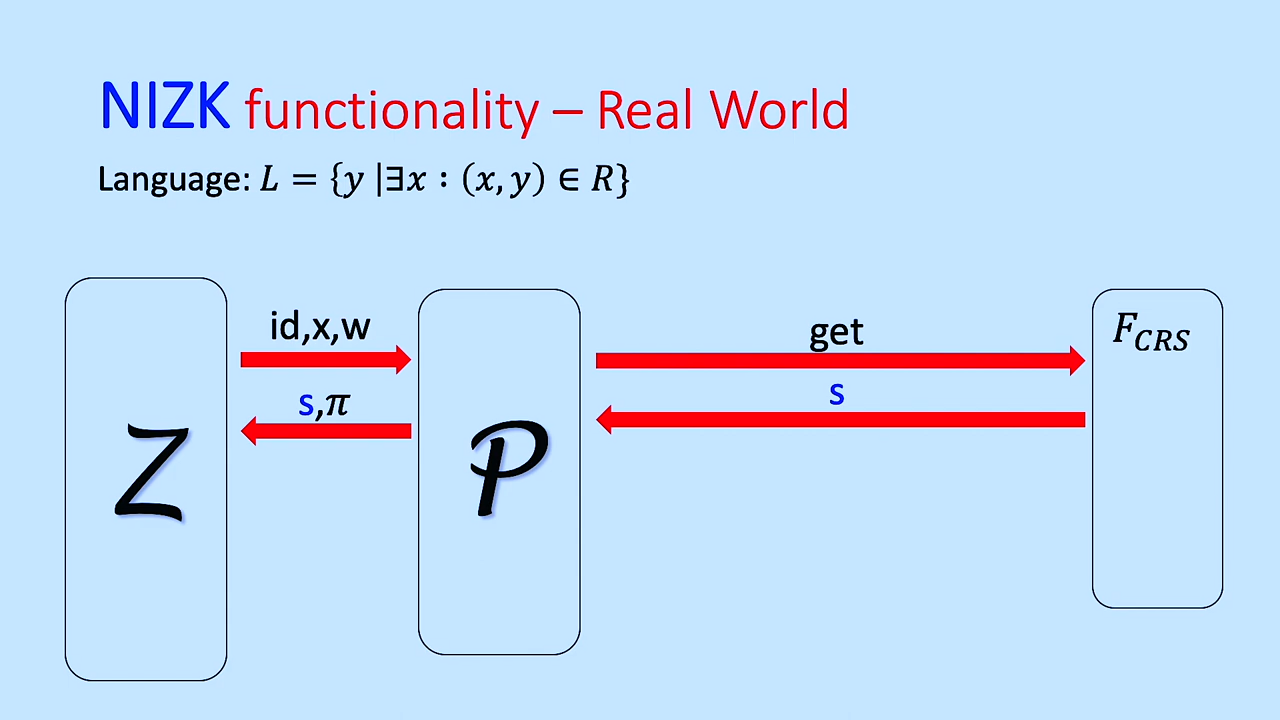 NIZK functionality – Real World
Language: L = {y |∃x : (x, y) ∈ R}
id,x,w
s,π
Z
P
get
s
F_CRS